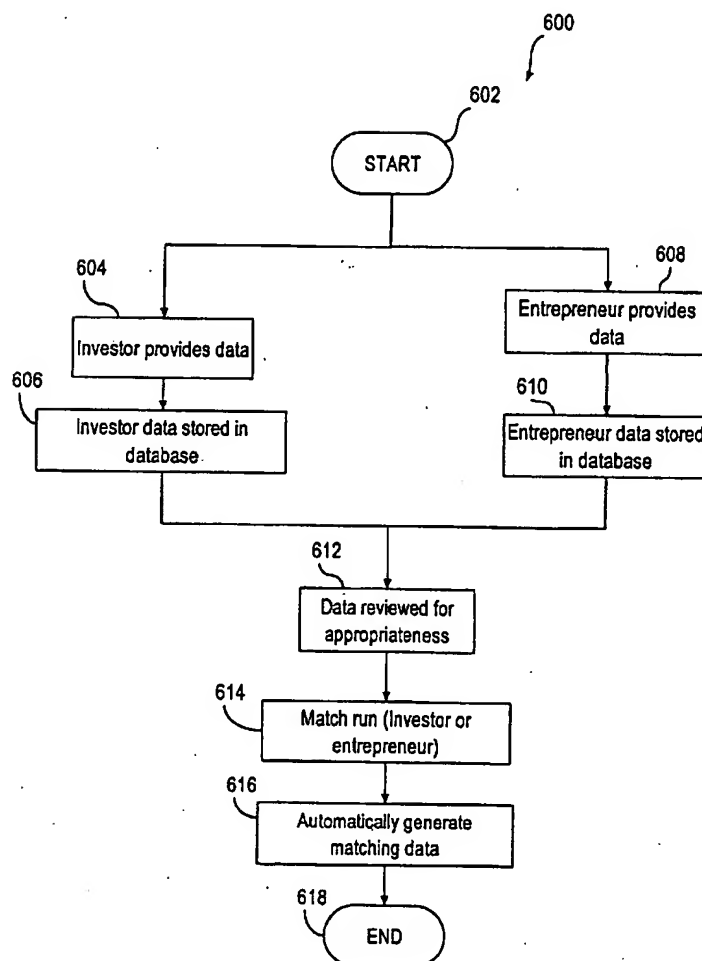 600
602
START
604
608
Investor provides data
Entrepreneur provides
data
606
610
Investor data stored in
database
Entrepreneur data stored
in database
612
Data reviewed for
appropriateness
614
Match run (Investor or
entrepreneur)
616
Automatically generate
matching data
618
END